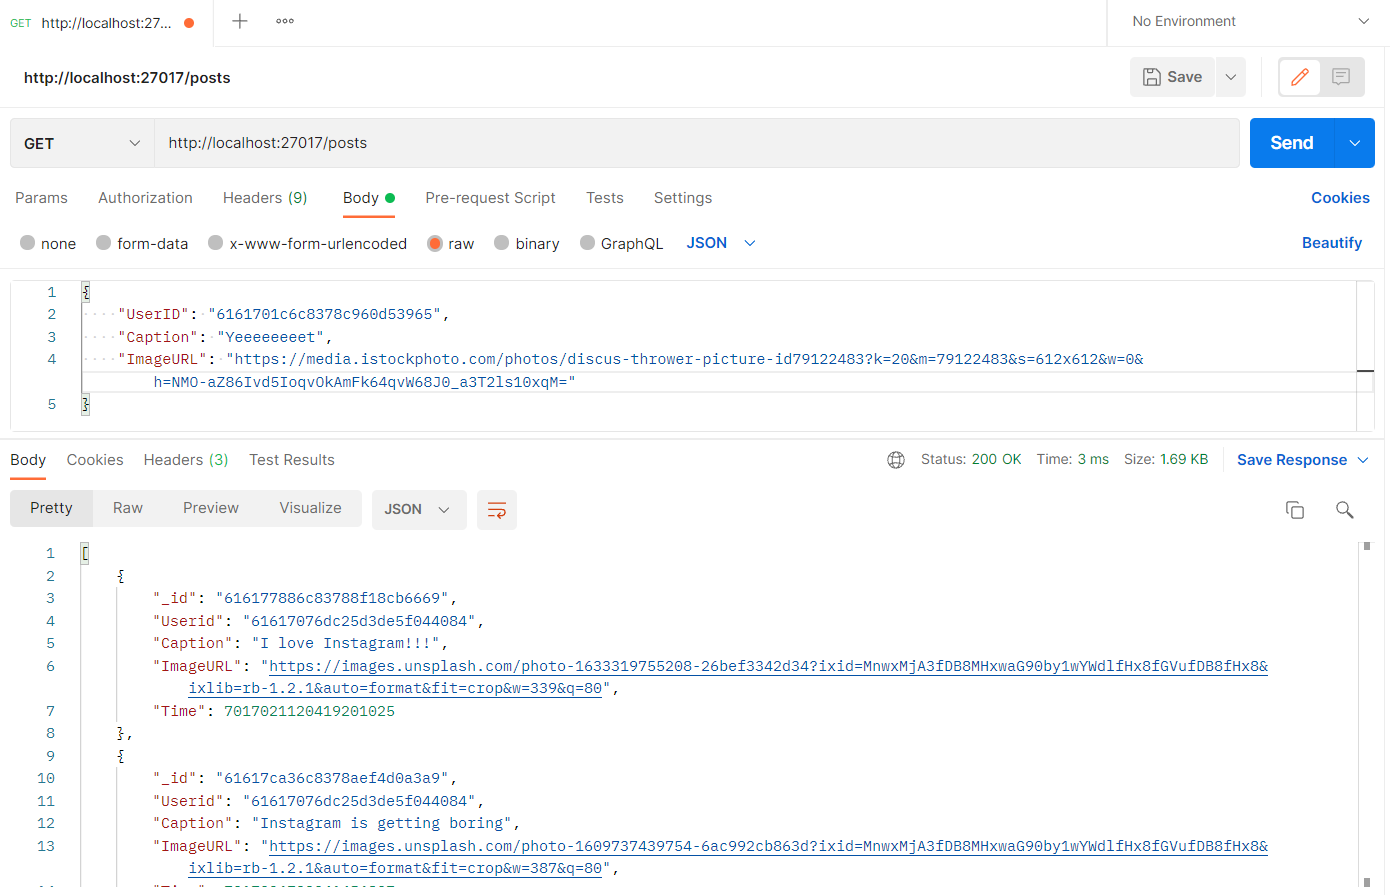 GET http://localhost:27... No Environment
http://localhost:27017/posts Save
GET http://localhost:27017/posts Send
Params Authorization Headers (9) Body Pre-request Script Tests Settings Cookies
none form-data x-www-form-urlencoded raw binary GraphQL JSON Beautify
1 {
2 "UserID": "6161701c6c8378c960d53965",
3 "Caption": "Yeeeeeeeet",
4 "ImageURL": "https://media.istockphoto.com/photos/discus-thrower-picture-id79122483?k=20&m=79122483&s=612x612&w=0&
h=NMO-aZ86Ivd5IoqvOkAmFk64qvW68J0_a3T2ls10xqM="
5 }
Body Cookies Headers (3) Test Results Status: 200 OK Time: 3 ms Size: 1.69 KB Save Response
Pretty Raw Preview Visualize JSON
1 [
2 {
3 "_id": "616177886c83788f18cb6669",
4 "Userid": "61617076dc25d3de5f044084",
5 "Caption": "I love Instagram!!!",
6 "ImageURL": "https://images.unsplash.com/photo-1633319755208-26bef3342d34?ixid=MnwxMjA3fDB8MHxwaG90by1wYWdlfHx8fGVufDB8fHx8&
ixlib=rb-1.2.1&auto=format&fit=crop&w=339&q=80",
7 "Time": 7017021120419201025
8 },
9 {
10 "_id": "61617ca36c8378aef4d0a3a9",
11 "Userid": "61617076dc25d3de5f044084",
12 "Caption": "Instagram is getting boring",
13 "ImageURL": "https://images.unsplash.com/photo-1609737439754-6ac992cb863d?ixid=MnwxMjA3fDB8MHxwaG90by1wYWdlfHx8fGVufDB8fHx8&
ixlib=rb-1.2.1&auto=format&fit=crop&w=387&q=80",